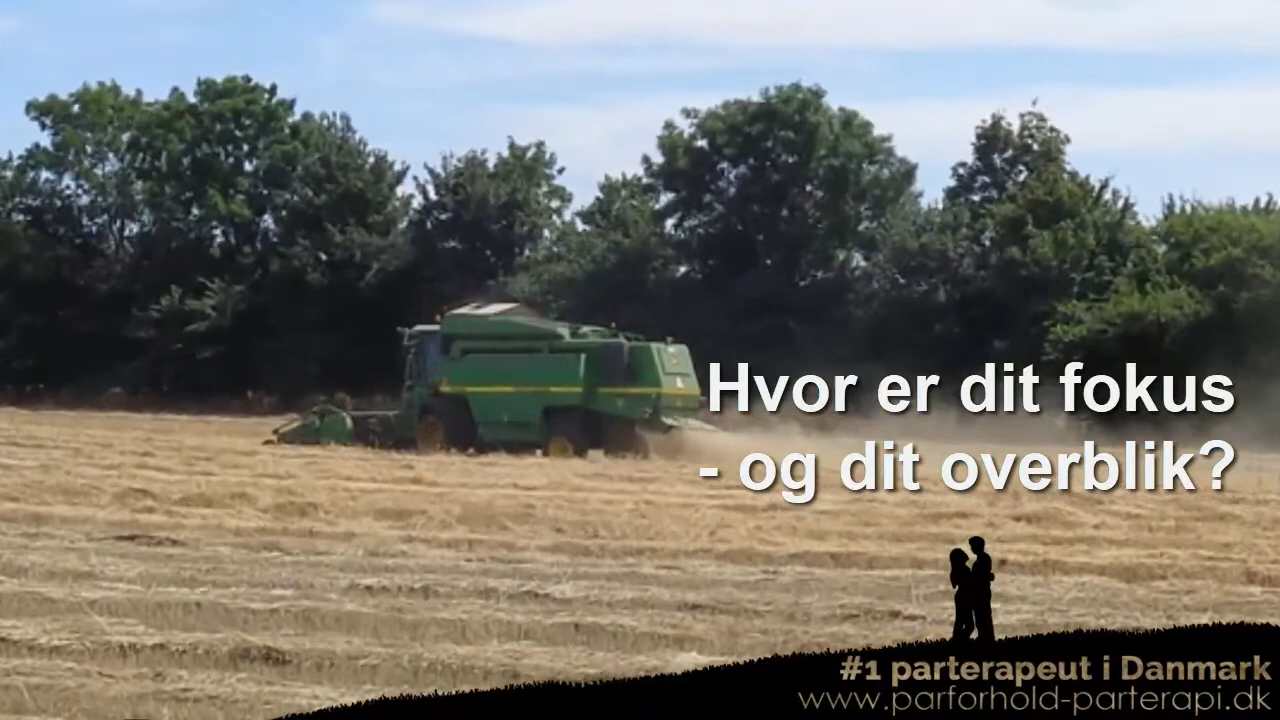 Hvor er dit fokus
- og dit overblik?
#1 parterapeut i Danmark
www.parforhold-parterapi.dk